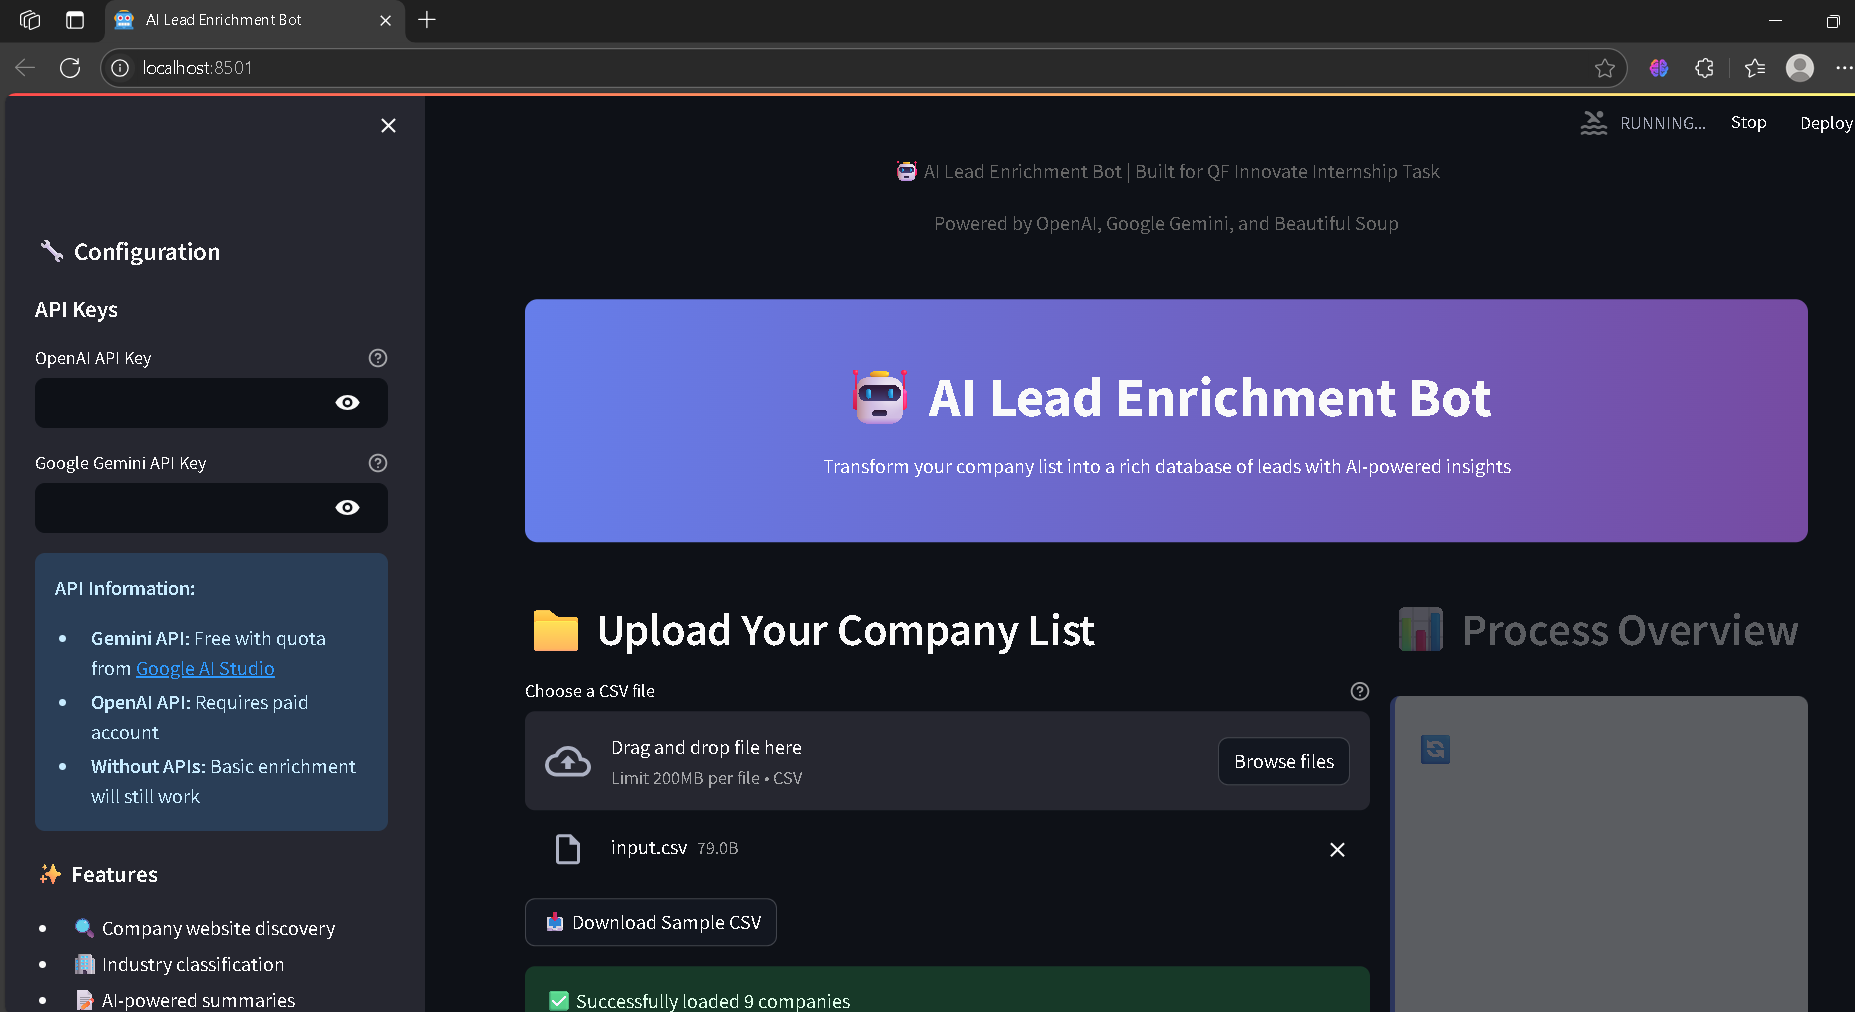 AI Lead Enrichment Bot
localhost:8501
RUNNING...
Stop
Deploy
Configuration
API Keys
OpenAI API Key
Google Gemini API Key
API Information:
Gemini API: Free with quota
from Google AI Studio
OpenAI API: Requires paid
account
Without APIs: Basic enrichment
will still work
Features
Company website discovery
Industry classification
AI-powered summaries
AI Lead Enrichment Bot | Built for QF Innovate Internship Task
Powered by OpenAI, Google Gemini, and Beautiful Soup
AI Lead Enrichment Bot
Transform your company list into a rich database of leads with AI-powered insights
Upload Your Company List
Choose a CSV file
Drag and drop file here
Limit 200MB per file • CSV
Browse files
input.csv 79.0B
Download Sample CSV
Successfully loaded 9 companies
Process Overview